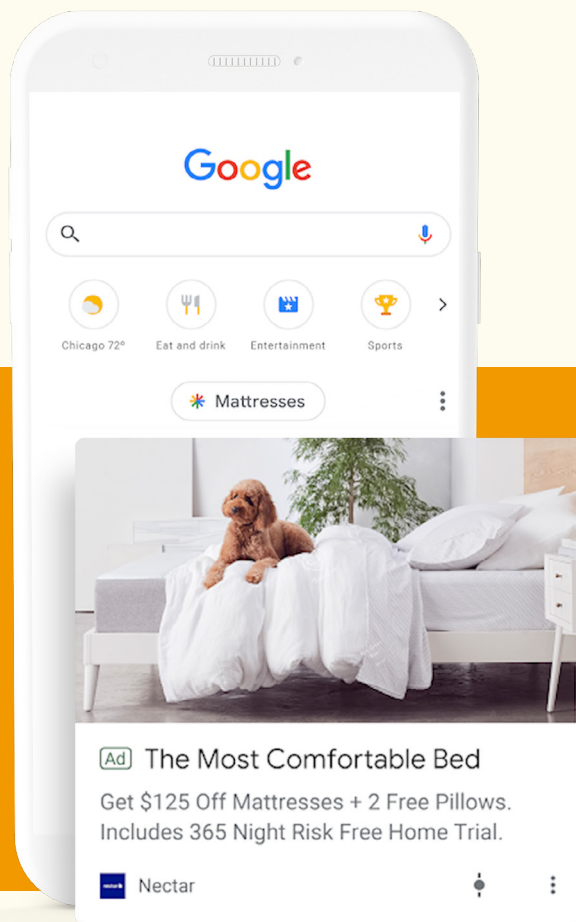 Google
Chicago 72°
Eat and drink
Entertainment
Sports
Mattresses
Ad The Most Comfortable Bed
Get $125 Off Mattresses + 2 Free Pillows.
Includes 365 Night Risk Free Home Trial.
Nectar